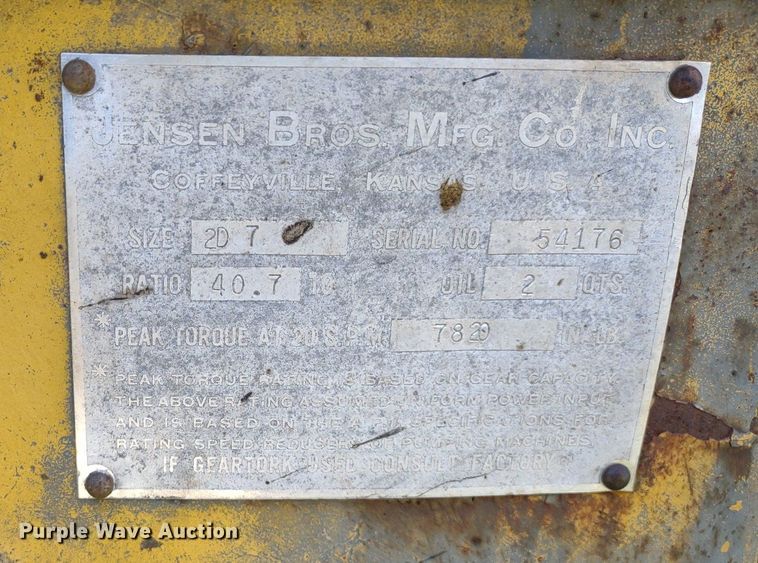 JENSEN BROS. MFG. CO., INC.
COFFEYVILLE, KANSAS, U.S.A.
SIZE 2D 7 SERIAL NO. 54176
RATIO 40.7 TO OIL 2 QTS.
* PEAK TORQUE AT 20 S.P.M. IN. LB.
* PEAK TORQUE RATING IS BASED ON GEAR CAPACITY
THE ABOVE RATING ASSUMES UNIFORM POWER INPUT
AND IS BASED ON THE A.P.I. SPECIFICATIONS FOR
RATING SPEED REDUCERS FOR PUMPING MACHINES.
IF GEARTORK USED CONSULT FACTORY
Purple Wave Auction